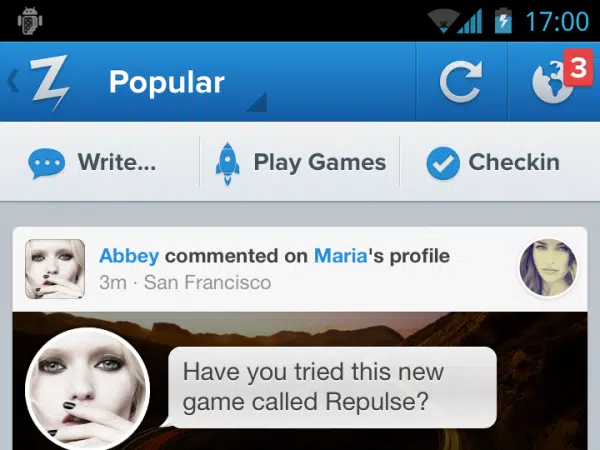 17:00
Popular
3
Write...
Play Games
Checkin
Abbey commented on Maria's profile
3m · San Francisco
Have you tried this new
game called Repulse?